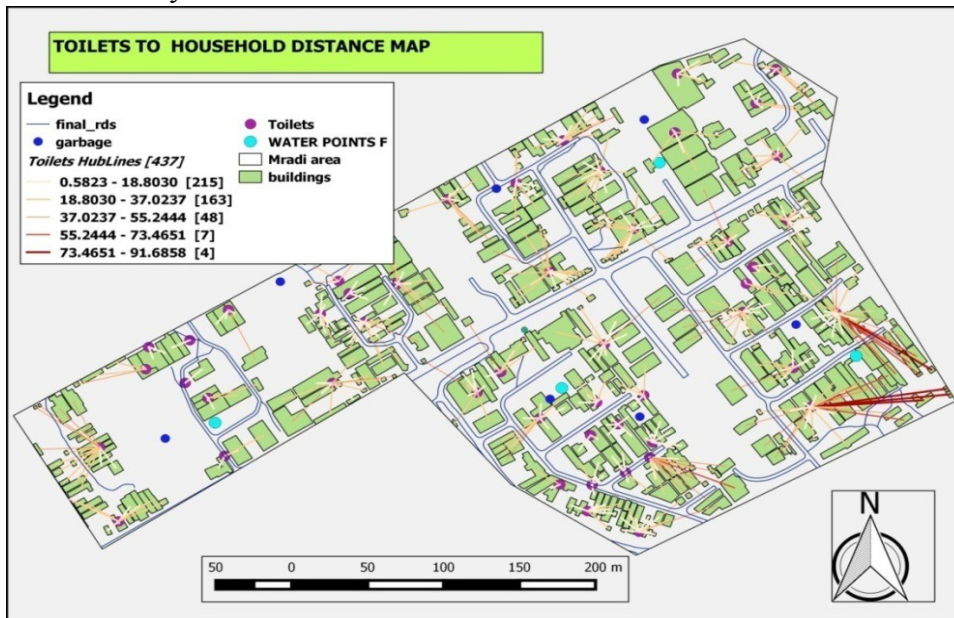 TOILETS TO HOUSEHOLD DISTANCE MAP
Legend
final_rds
garbage
Toilets HubLines [437]
0.5823 - 18.8030 [215]
18.8030 - 37.0237 [163]
37.0237 - 55.2444 [48]
55.2444 - 73.4651 [7]
73.4651 - 91.6858 [4]
Toilets
WATER POINTS F
Mradi area
buildings
N
50 0 50 100 150 200 m